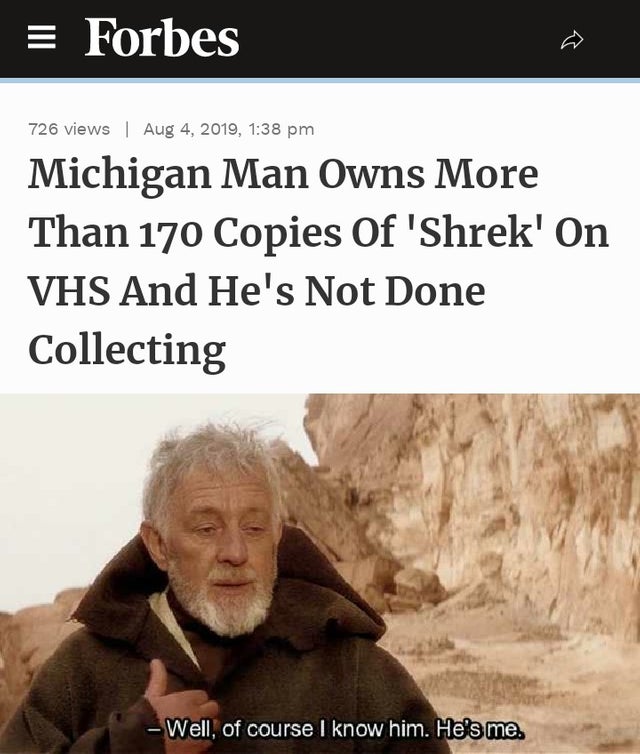 Forbes
726 views | Aug 4, 2019, 1:38 pm
Michigan Man Owns More
Than 170 Copies Of 'Shrek' On
VHS And He's Not Done
Collecting
– Well, of course I know him. He's me.